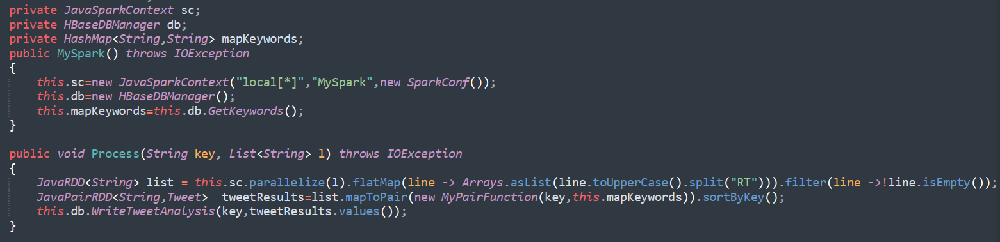 private JavaSparkContext sc;
private HBaseDBManager db;
private HashMap<String,String> mapKeywords;
public MySpark() throws IOException
{
    this.sc=new JavaSparkContext("local[*]","MySpark",new SparkConf());
    this.db=new HBaseDBManager();
    this.mapKeywords=this.db.GetKeywords();
}

public void Process(String key, List<String> l) throws IOException
{
    JavaRDD<String> list = this.sc.parallelize(l).flatMap(line -> Arrays.asList(line.toUpperCase().split("RT"))).filter(line ->!line.isEmpty());
    JavaPairRDD<String,Tweet>  tweetResults=list.mapToPair(new MyPairFunction(key,this.mapKeywords)).sortByKey();
    this.db.WriteTweetAnalysis(key,tweetResults.values());
}